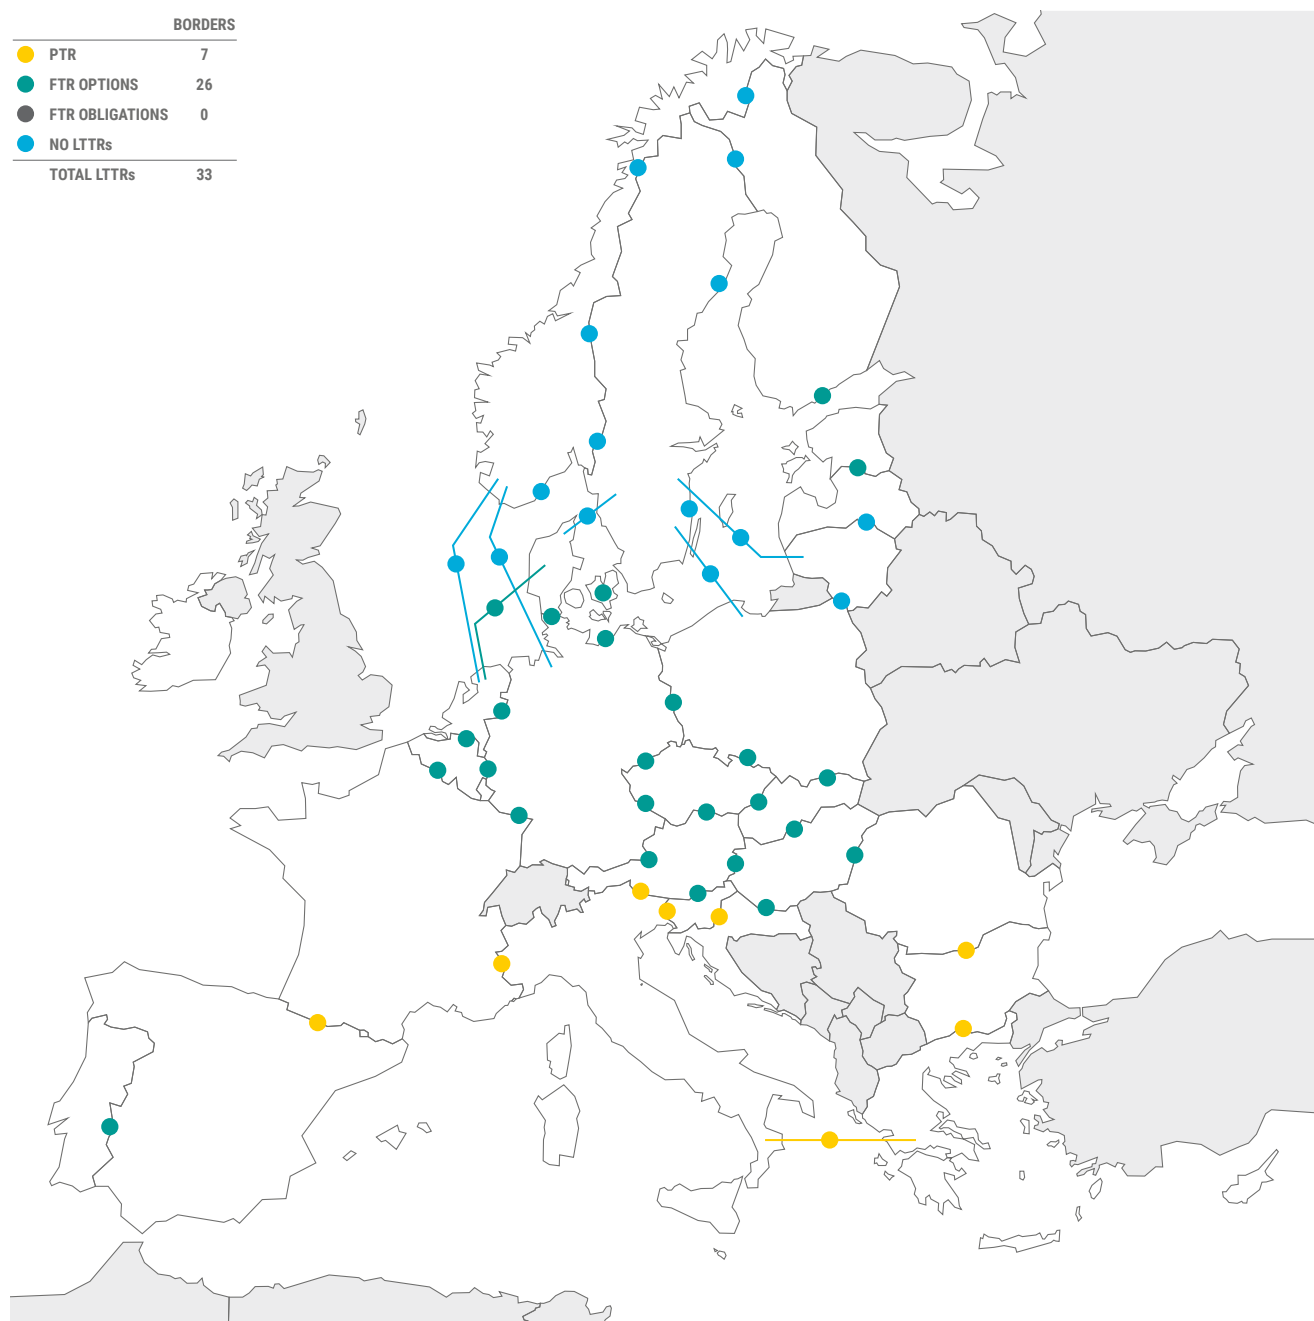 BORDERS
PTR 7
FTR OPTIONS 26
FTR OBLIGATIONS 0
NO LTTRs
TOTAL LTTRs 33